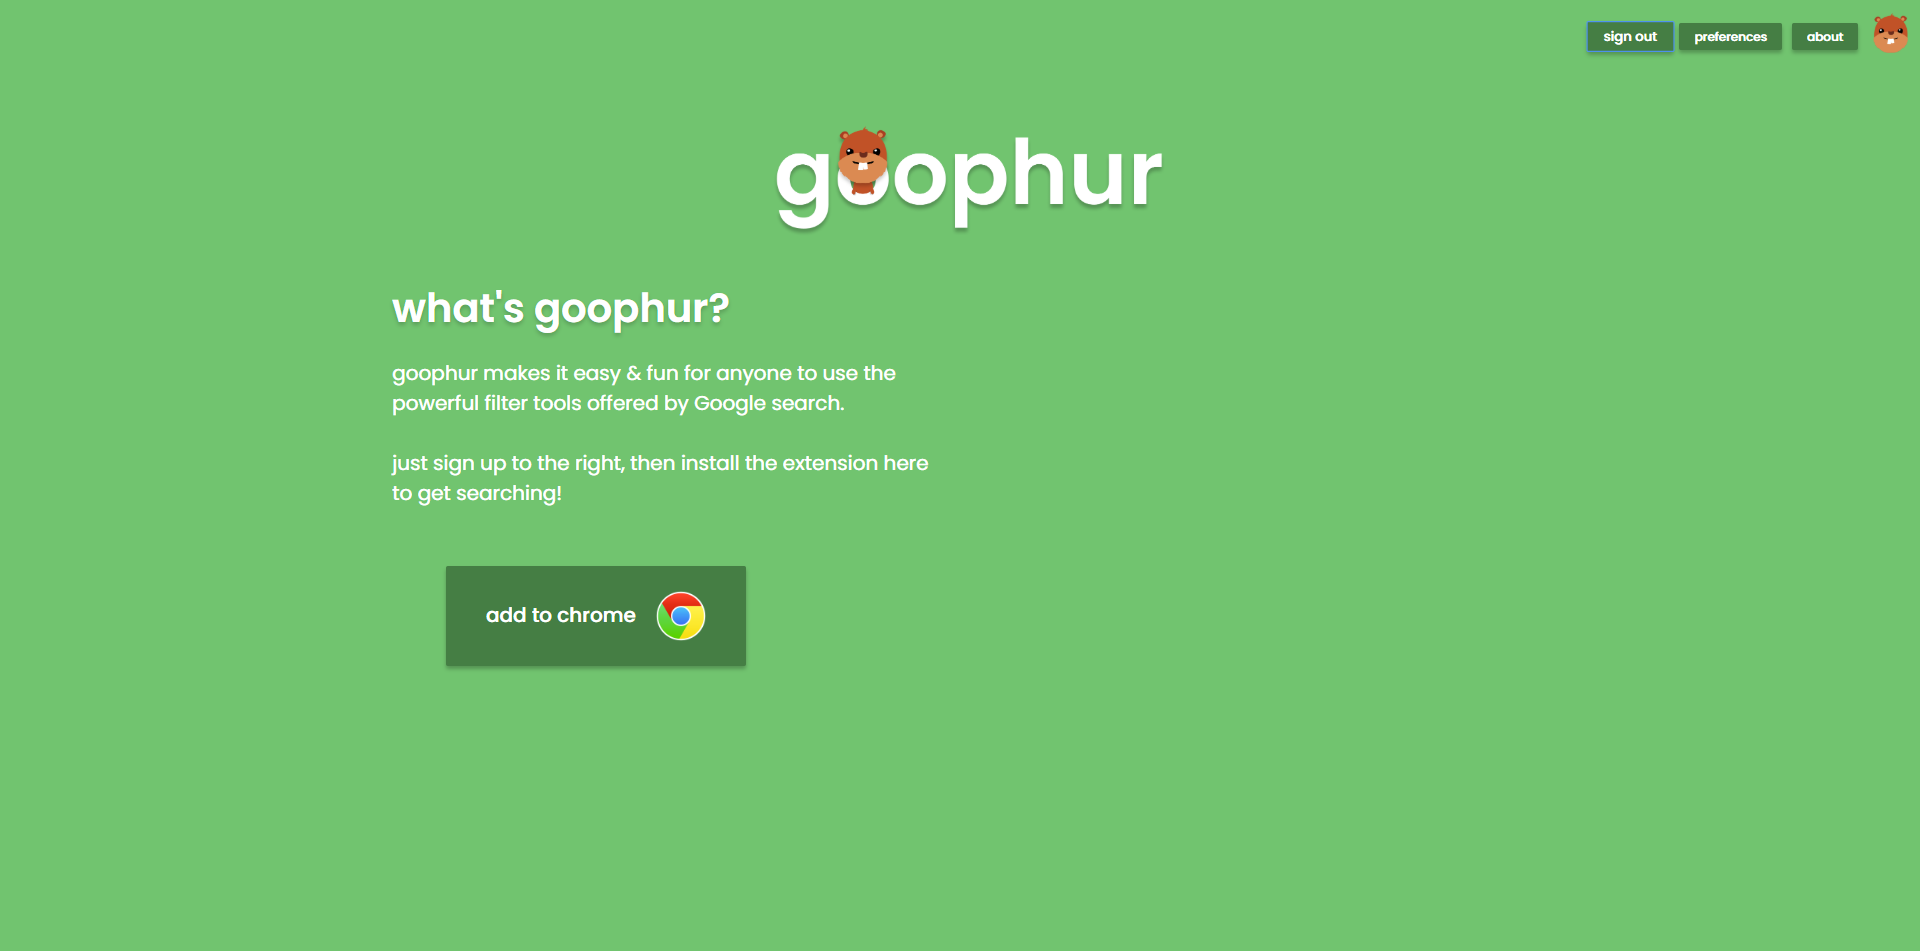 sign out
preferences
about
goophur
what's goophur?
goophur makes it easy & fun for anyone to use the
powerful filter tools offered by Google search.
just sign up to the right, then install the extension here
to get searching!
add to chrome